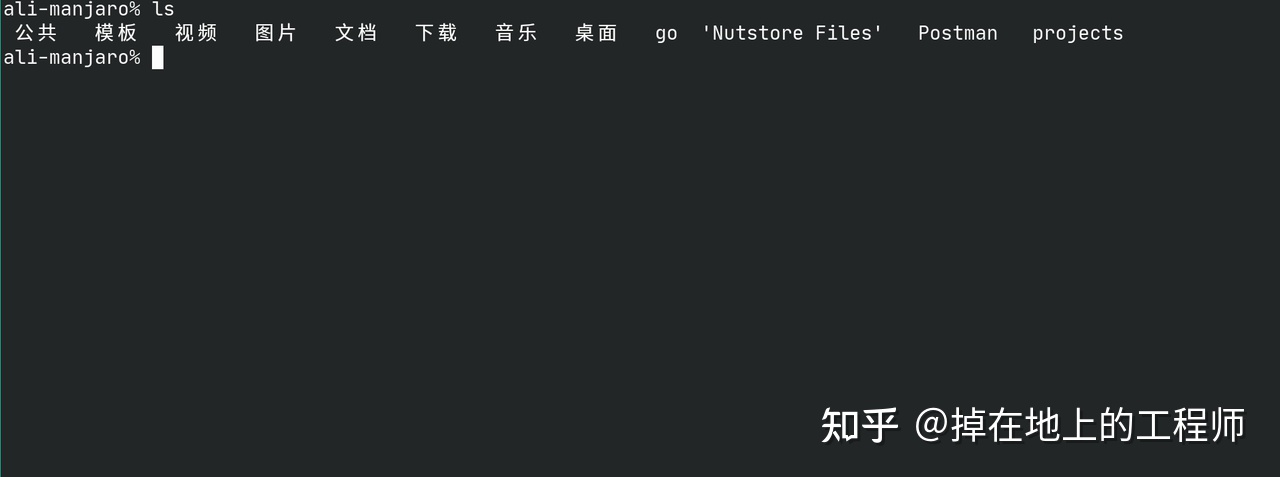 ali-manjaro% ls
公共 模板 视频 图片 文档 下载 音乐 桌面 go 'Nutstore Files' Postman projects
ali-manjaro%
知乎 @掉在地上的工程师